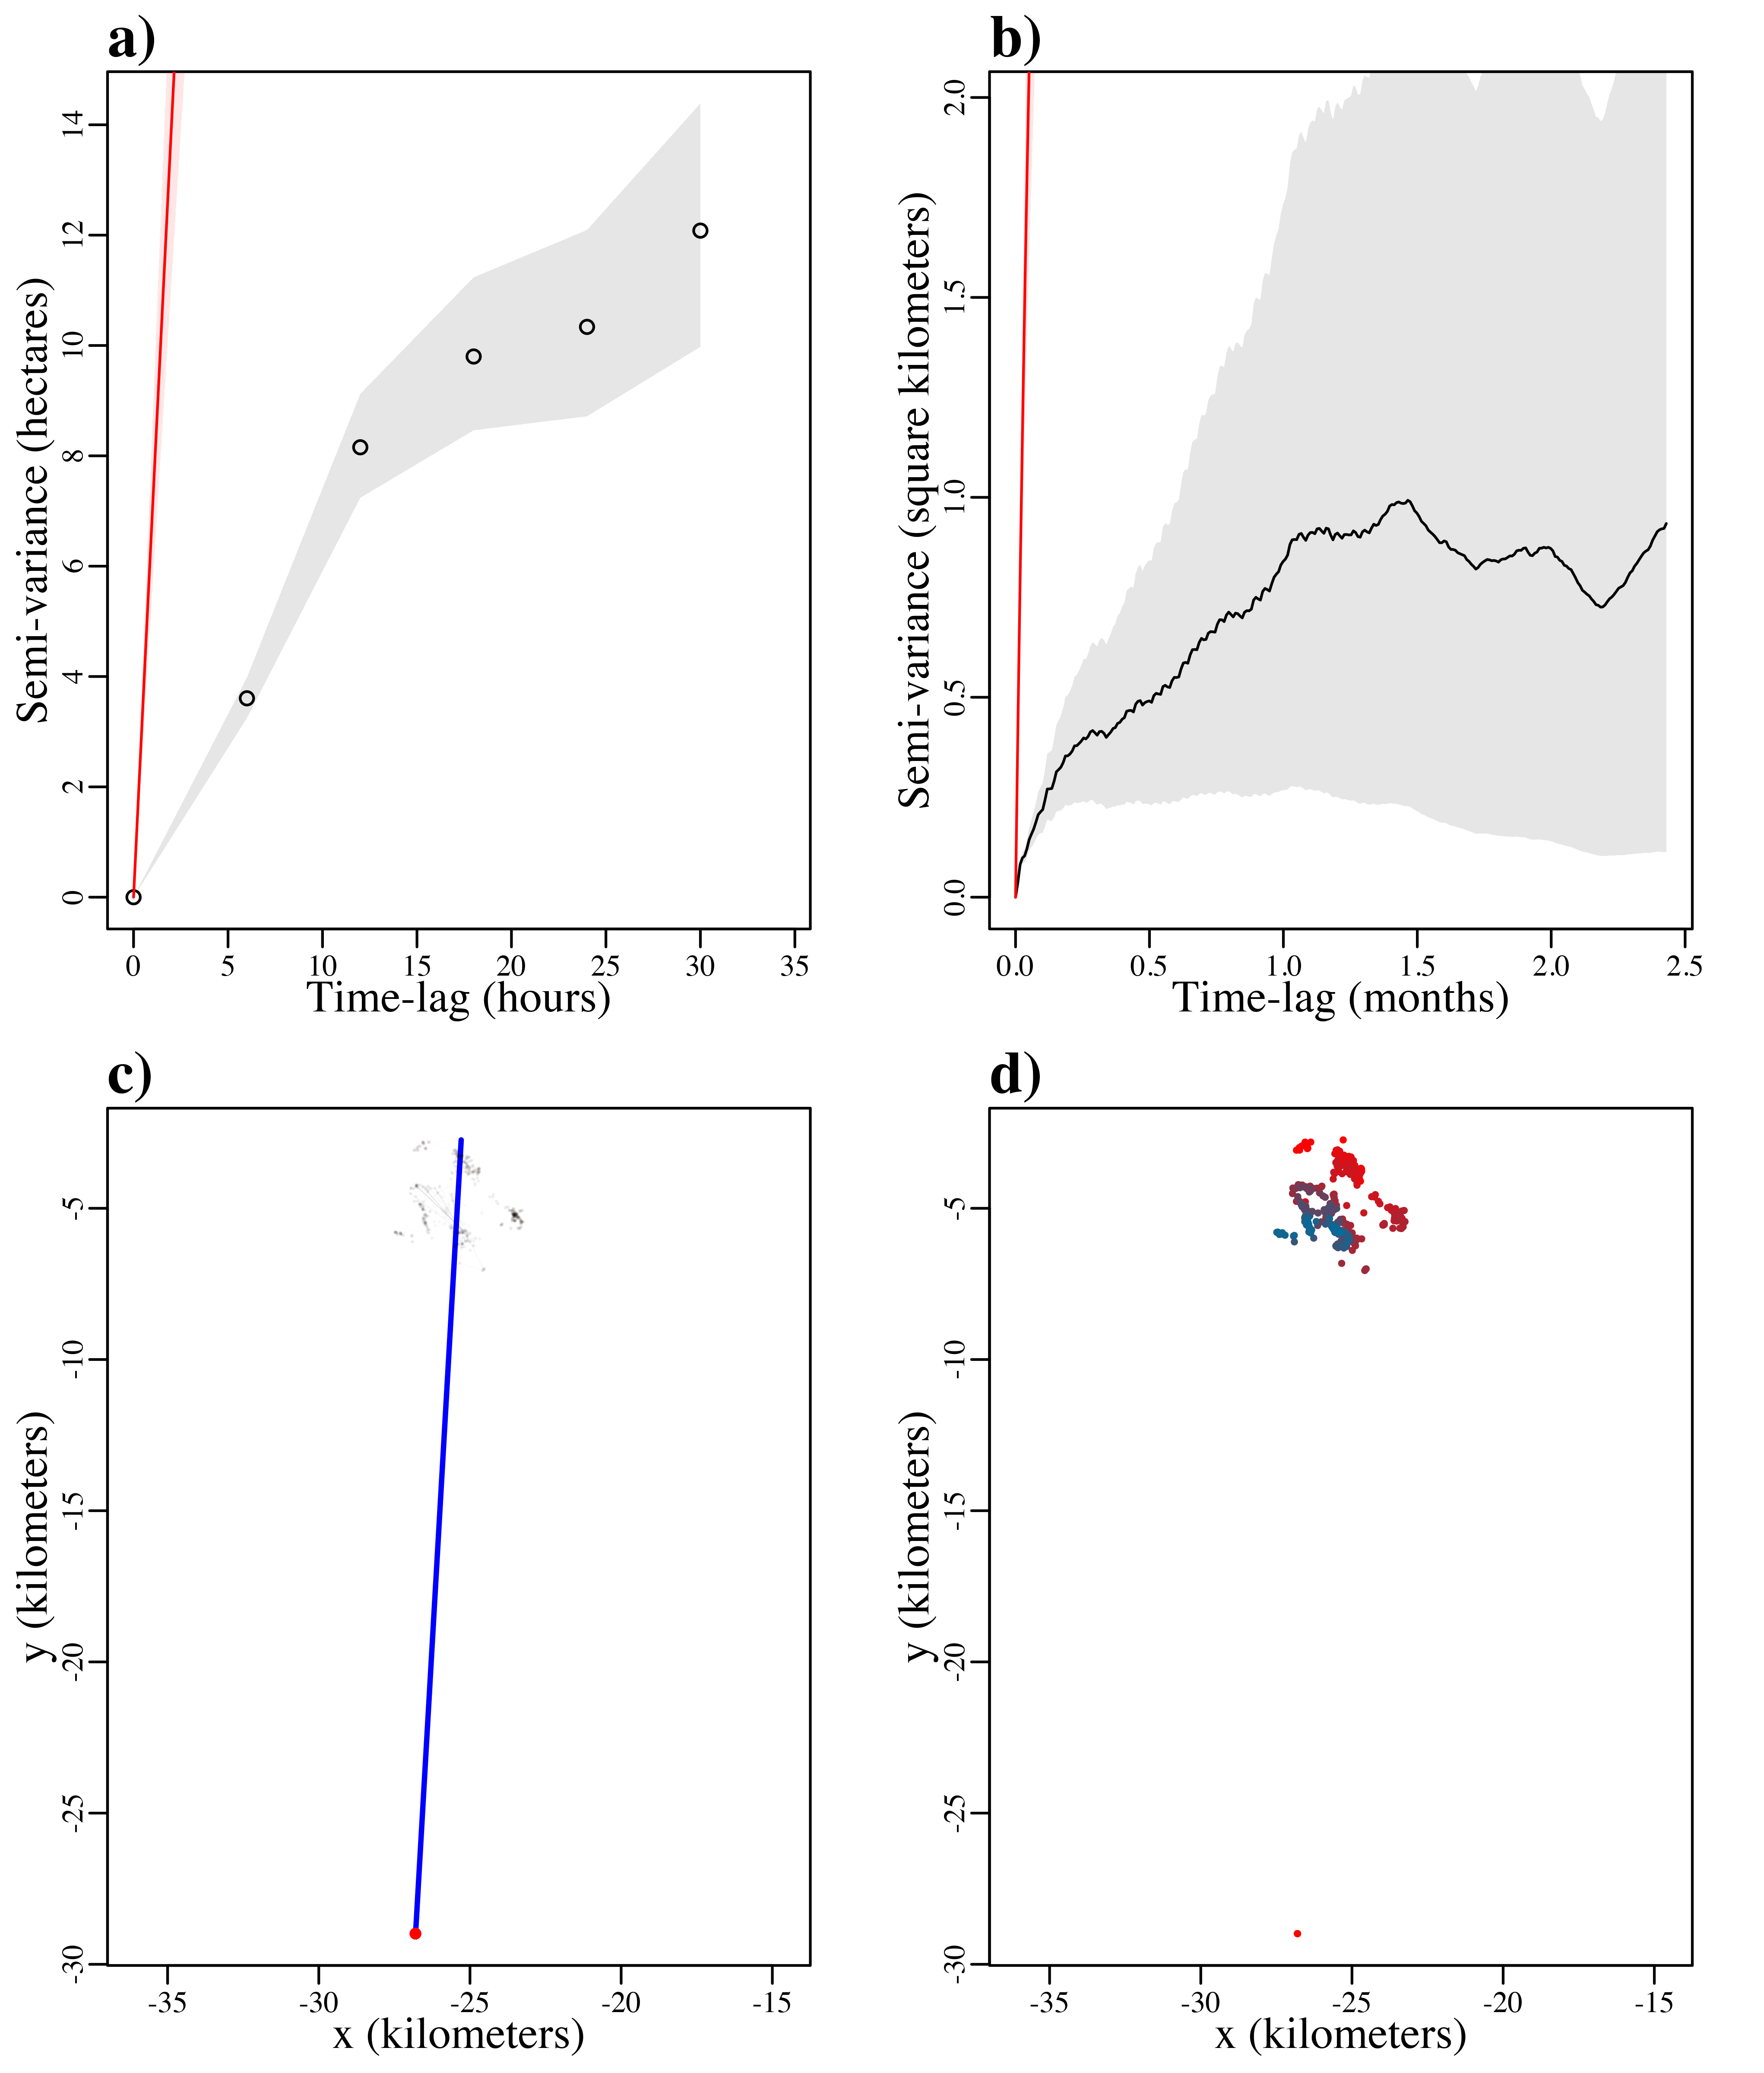 a)
Semi-variance (hectares)
14
12
10
8
6
4
2
0
0 5 10 15 20 25 30 35
Time-lag (hours)
b)
Semi-variance (square kilometers)
2.0
1.5
1.0
0.5
0.0
0.0 0.5 1.0 1.5 2.0 2.5
Time-lag (months)
c)
y (kilometers)
-5
-10
-15
-20
-25
-30
-35 -30 -25 -20 -15
x (kilometers)
d)
y (kilometers)
-5
-10
-15
-20
-25
-30
-35 -30 -25 -20 -15
x (kilometers)